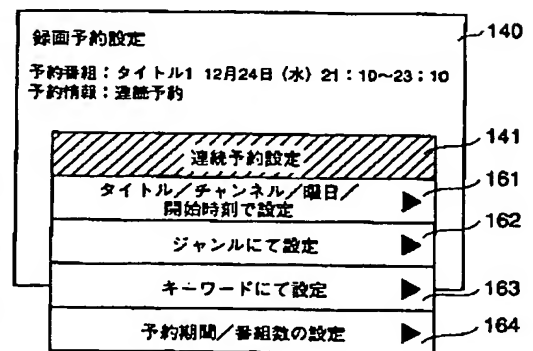 録画予約設定
140
予約番組：タイトル1 12月24日（水）21：10～23：10
予約情報：連続予約
連続予約設定
141
タイトル／チャンネル／曜日／
開始時刻で設定
161
ジャンルにて設定
162
キーワードにて設定
163
予約期間／番組数の設定
164